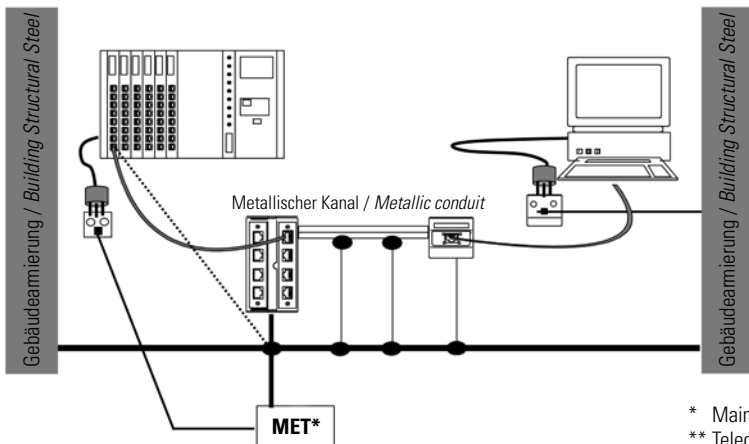 Gebäudearmierung / Building Structural Steel
Metallischer Kanal / Metallic conduit
Gebäudearmierung / Building Structural Steel
MET*
* Main
** Telec